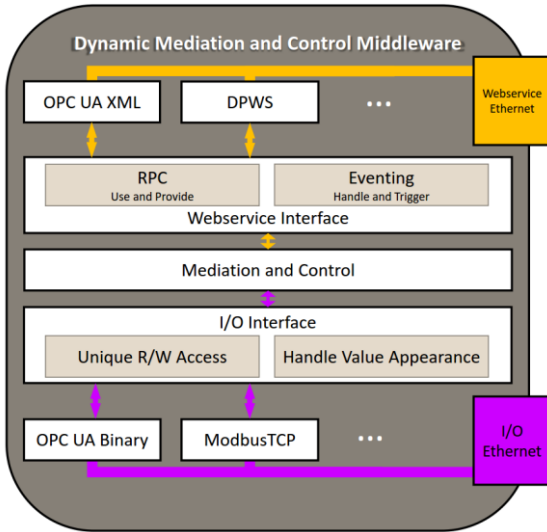 Dynamic Mediation and Control Middleware
OPC UA XML
DPWS
...
Webservice
Ethernet
RPC
Use and Provide
Eventing
Handle and Trigger
Webservice Interface
Mediation and Control
I/O Interface
Unique R/W Access
Handle Value Appearance
OPC UA Binary
ModbusTCP
...
I/O
Ethernet